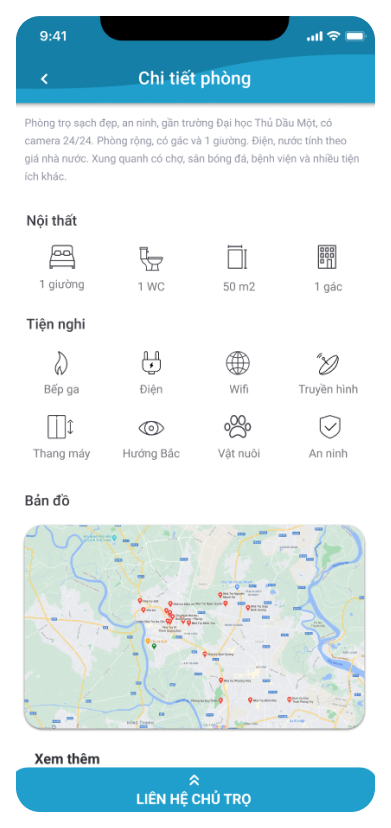 9:41
Chi tiết phòng
Phòng trọ sạch đẹp, an ninh, gần trường Đại học Thủ Dầu Một, có
camera 24/24. Phòng rộng, có gác và 1 giường. Điện, nước tính theo
giá nhà nước. Xung quanh có chợ, sân bóng đá, bệnh viện và nhiều tiện
ích khác.
Nội thất
1 giường
1 WC
50 m2
1 gác
Tiện nghi
Bếp ga
Điện
Wifi
Truyền hình
Thang máy
Hướng Bắc
Vật nuôi
An ninh
Bản đồ
Xem thêm
LIÊN HỆ CHỦ TRỌ